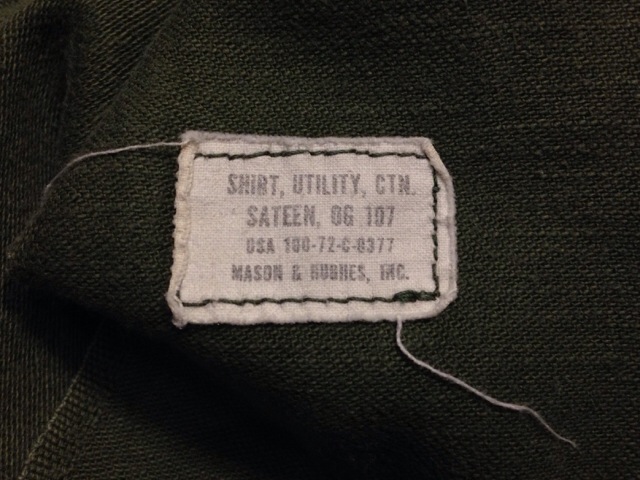 SHIRT, UTILITY, CTN.
SATEEN, OG 107
DSA 100-72-C-0377
MASON & HUGHES, INC.